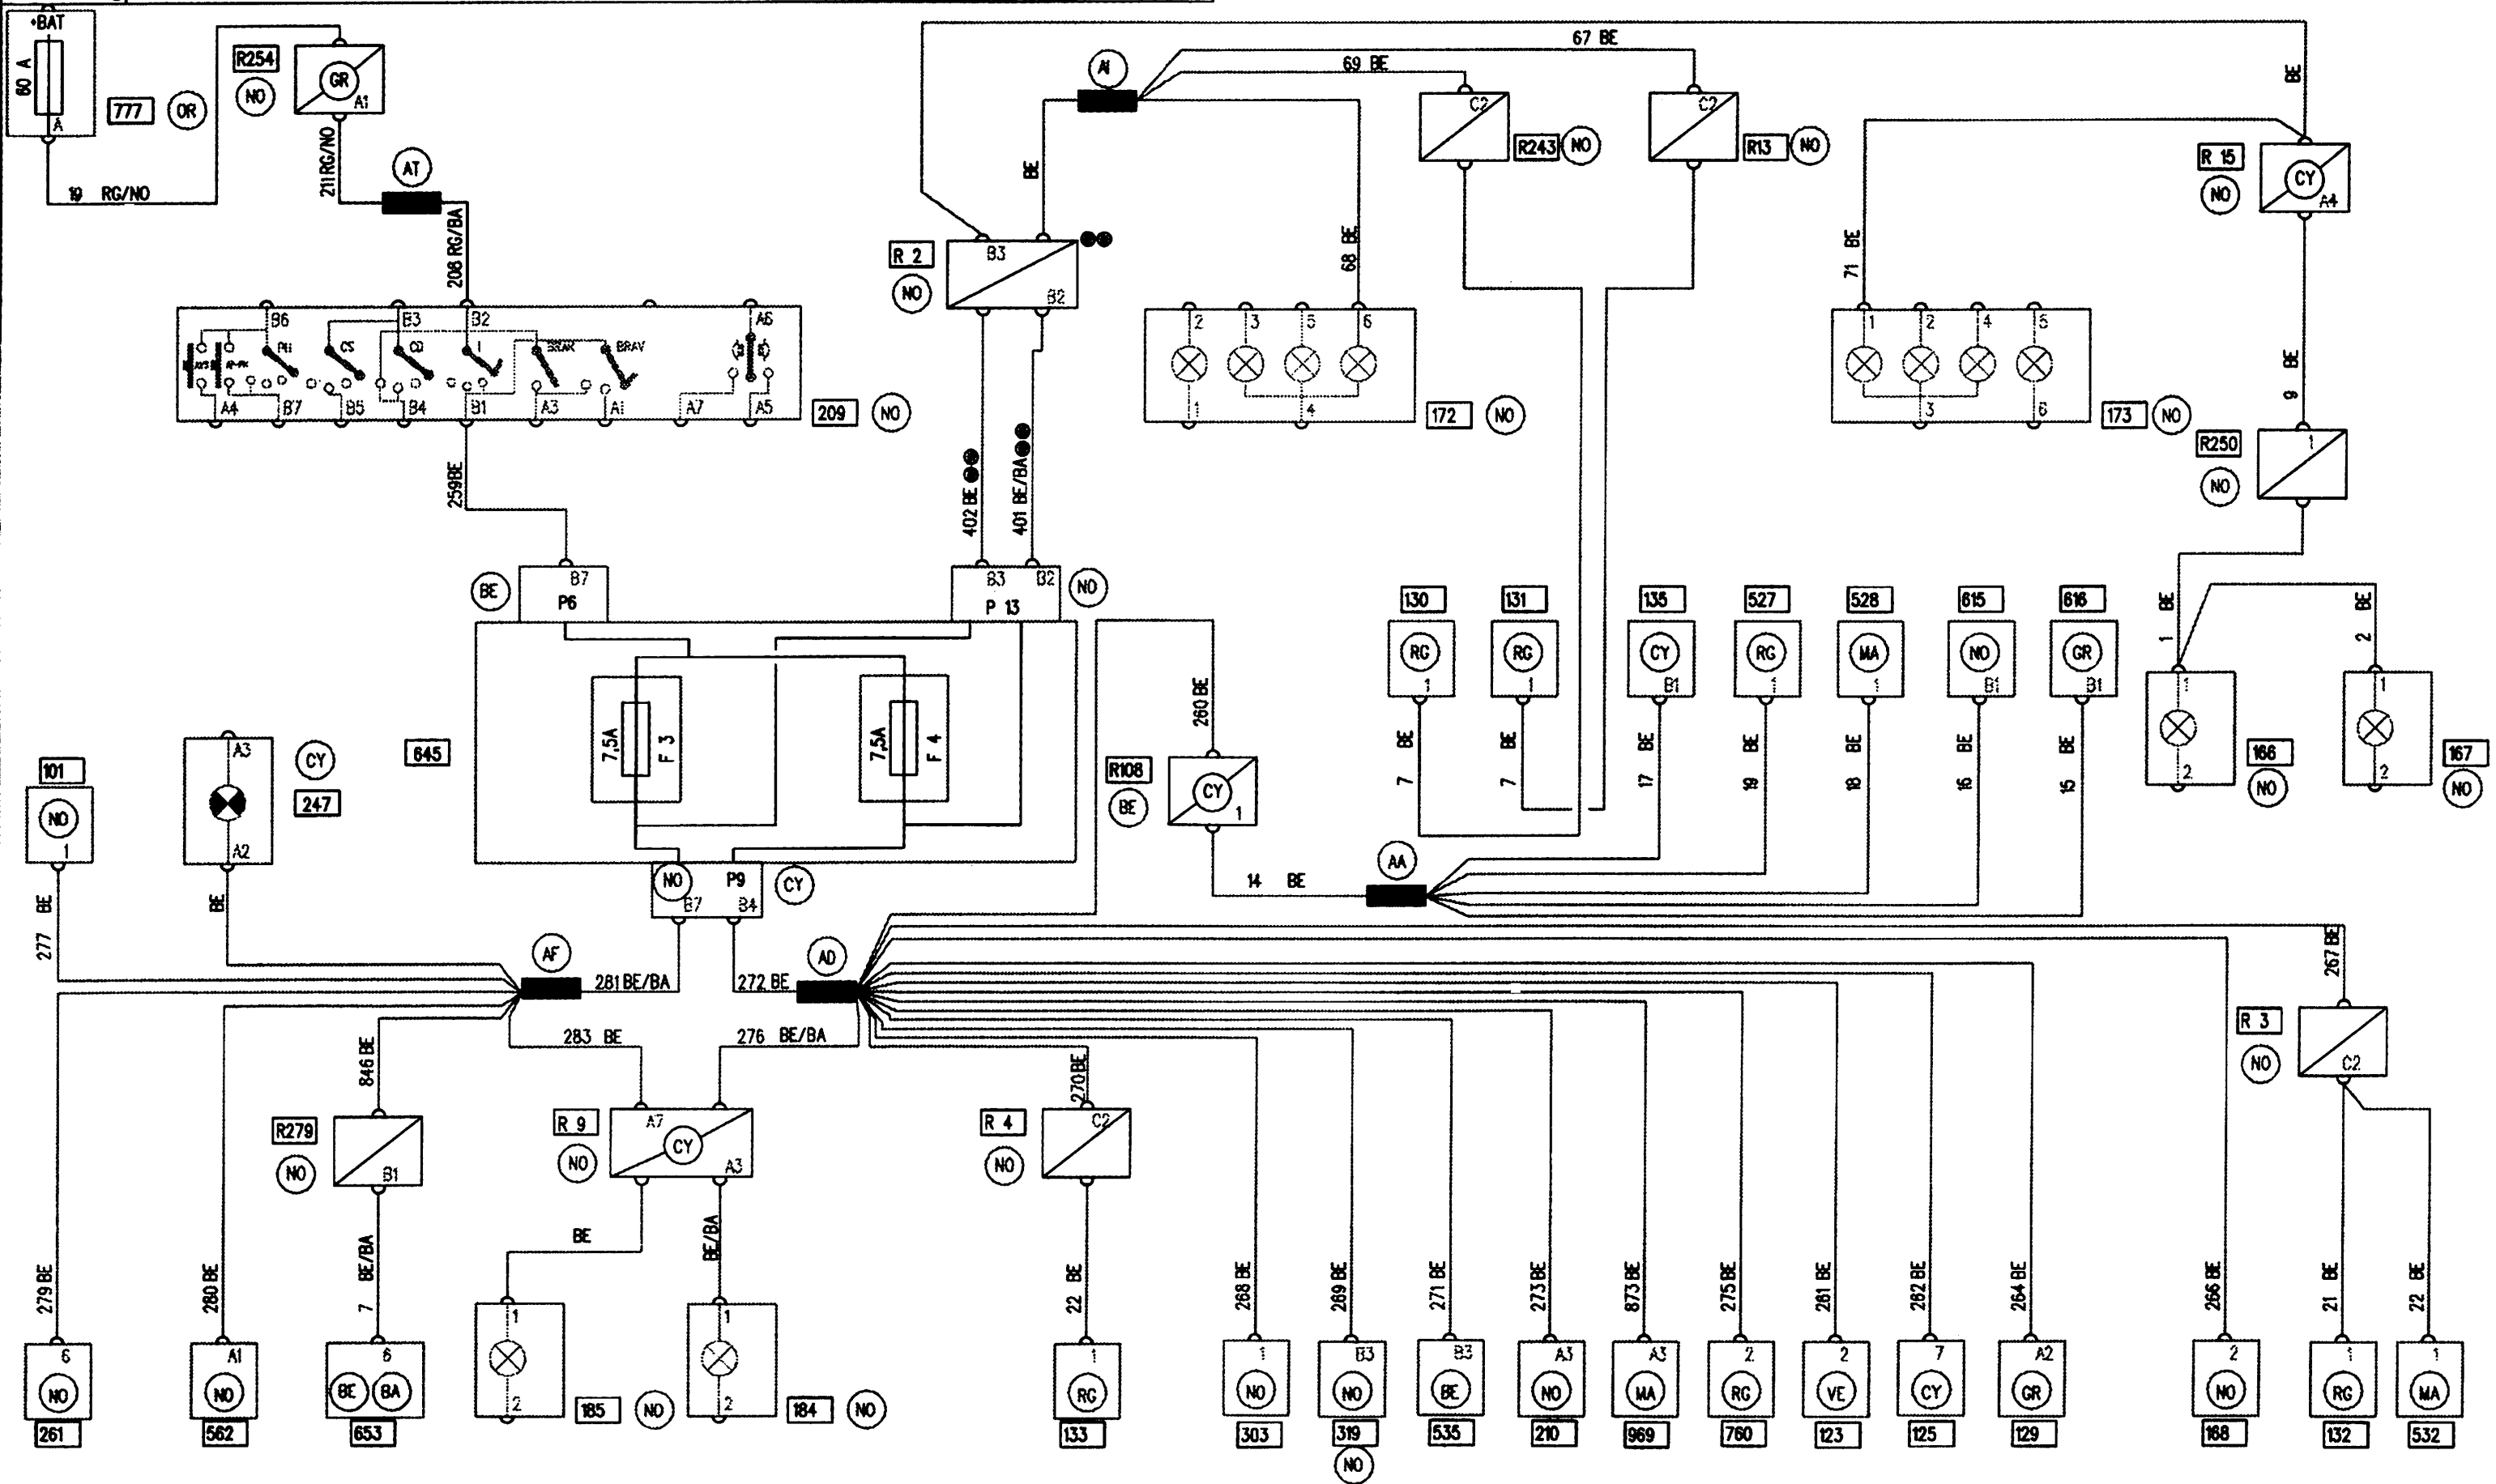 +BAT
60 A
A
777
OR
19 RG/NO
R254
NO
GR
A1
211 RG/NO
AT
208 RG/BA
AI
67 BE
69 BE
BE
BE
C2
R243
NO
C2
R13
NO
R 15
NO
CY
A4
R 2
NO
B3
B2
68 BE
71 BE
9 BE
B6
B3
B2
A6
CS
CO
BRAV
A4
B7
B5
B4
B1
A3
A1
A7
A5
209
NO
2
3
5
6
1
4
172
NO
1
2
4
5
3
6
173
NO
R250
NO
1
259BE
402 BE
401 BE/BA
BE
B7
P6
B3
B2
P 13
NO
645
7,5A
F 3
7,5A
F 4
260 BE
R108
BE
CY
1
14 BE
AA
130
RG
1
7 BE
131
RG
1
7 BE
135
CY
B1
17 BE
527
RG
1
19 BE
528
MA
1
18 BE
615
NO
B1
16 BE
616
GR
B1
15 BE
1 BE
2 BE
1
2
166
NO
1
2
167
NO
101
NO
1
277 BE
A3
A2
CY
247
BE
NO
P9
CY
B7
B4
AF
281 BE/BA
272 BE
AD
283 BE
276 BE/BA
846 BE
R279
NO
B1
R 9
NO
A7
CY
A3
270 BE
R 4
NO
C2
267 BE
R 3
NO
C2
279 BE
280 BE
7 BE/BA
BE
BE/BA
22 BE
268 BE
269 BE
271 BE
273 BE
873 BE
275 BE
261 BE
262 BE
264 BE
266 BE
21 BE
22 BE
6
NO
261
A1
NO
562
6
BE
BA
653
1
2
185
NO
1
2
184
NO
1
RG
133
1
NO
303
B3
NO
319
NO
B3
BE
535
A3
NO
210
A3
MA
969
2
RG
760
2
VE
123
7
CY
125
A2
GR
129
2
NO
168
1
RG
132
1
MA
532